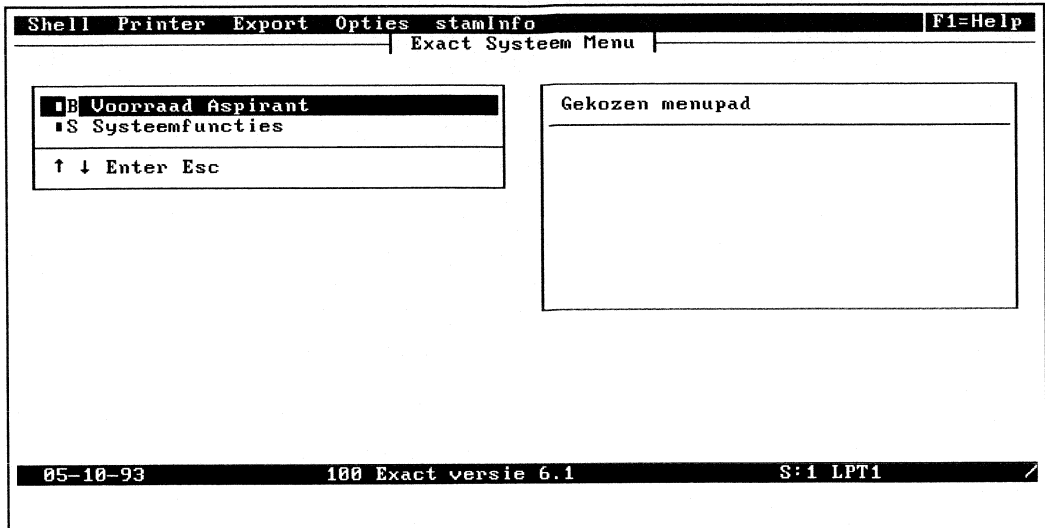 Shell Printer Export Opties stamInfo F1=Help
Exact Systeem Menu
B Voorraad Aspirant
S Systeemfuncties
↑ ↓ Enter Esc
Gekozen menupad
05-10-93 100 Exact versie 6.1 S:1 LPT1 /